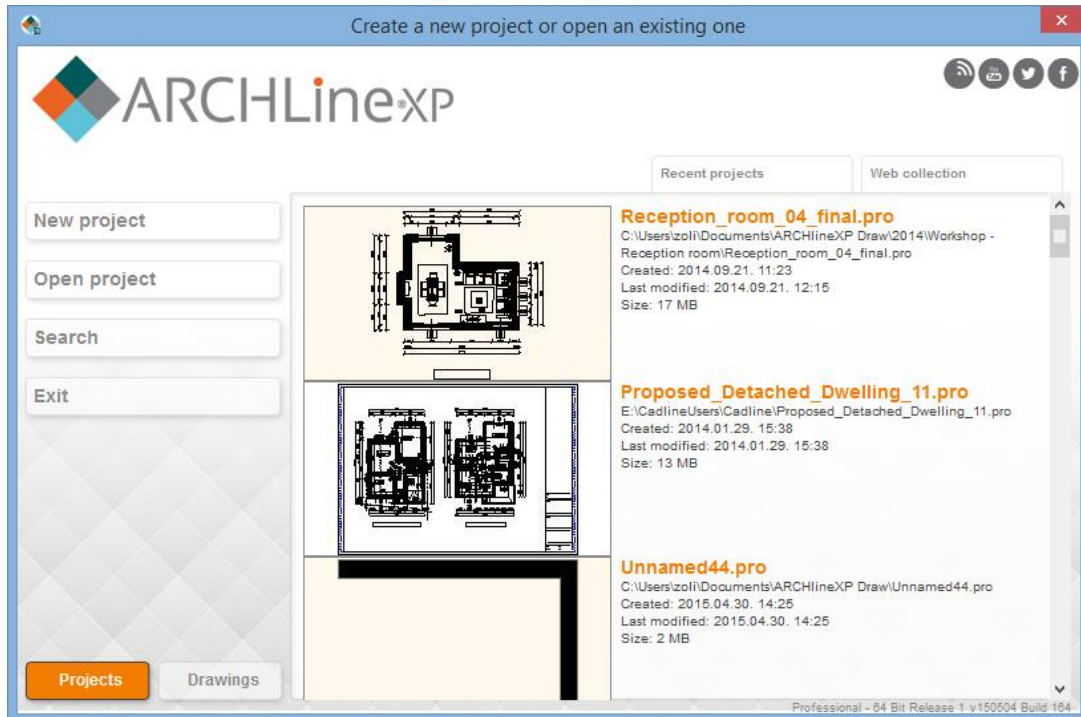 Create a new project or open an existing one
ARCHLine.XP
Recent projects
Web collection
New project
Open project
Search
Exit
Reception_room_04_final.pro
C:\Users\zoli\Documents\ARCHlineXP Draw\2014\Workshop -
Reception room\Reception_room_04_final.pro
Created: 2014.09.21. 11:23
Last modified: 2014.09.21. 12:15
Size: 17 MB
Proposed_Detached_Dwelling_11.pro
E:\CadlineUsers\Cadline\Proposed_Detached_Dwelling_11.pro
Created: 2014.01.29. 15:38
Last modified: 2014.01.29. 15:38
Size: 13 MB
Unnamed44.pro
C:\Users\zoli\Documents\ARCHlineXP Draw\Unnamed44.pro
Created: 2015.04.30. 14:25
Last modified: 2015.04.30. 14:25
Size: 2 MB
Projects
Drawings
Professional - 64 Bit Release 1 v150504 Build 164